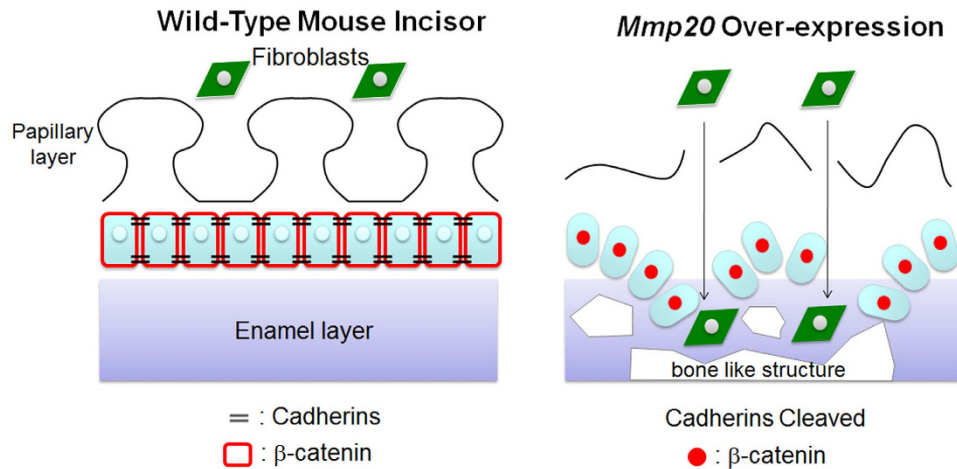 Wild-Type Mouse Incisor
Fibroblasts
Papillary
layer
Enamel layer
= : Cadherins
: β-catenin
Mmp20 Over-expression
bone like structure
Cadherins Cleaved
: β-catenin